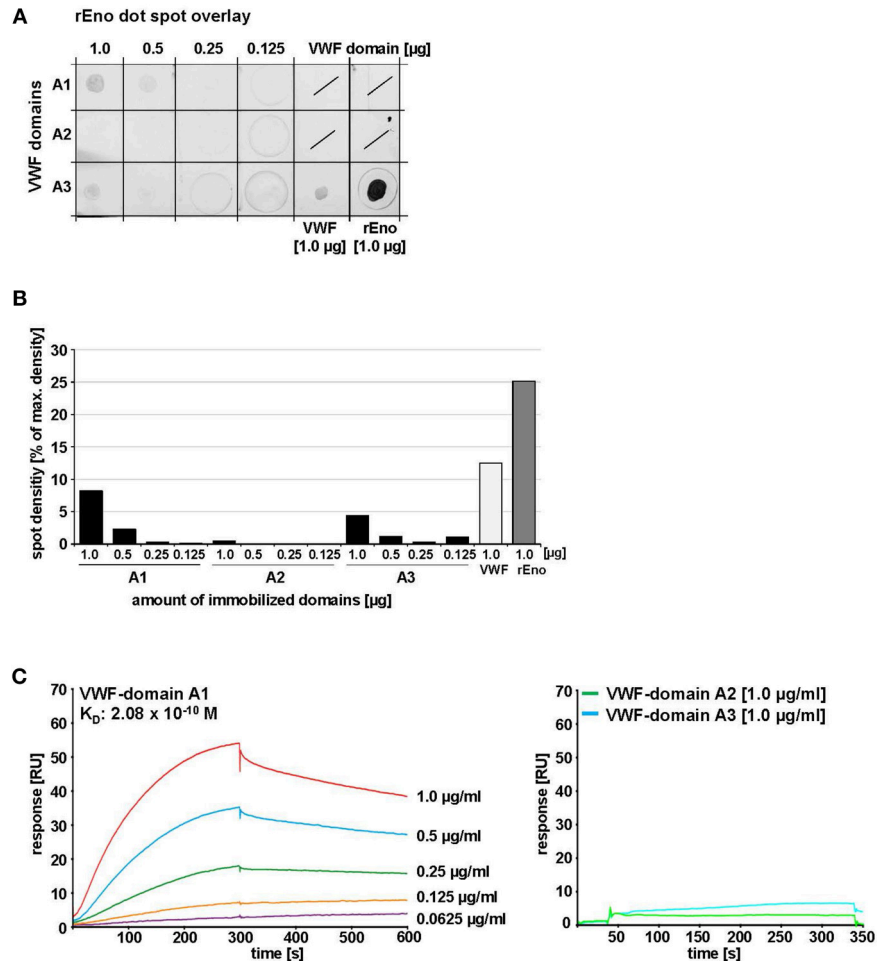 A
rEno dot spot overlay
1.0 0.5 0.25 0.125 VWF domain [µg]
VWF domains
A1
A2
A3
VWF [1.0 µg]
rEno [1.0 µg]
B
spot densitiy [% of max. density]
30
25
20
15
10
5
0
1.0 0.5 0.25 0.125 1.0 0.5 0.25 0.125 1.0 0.5 0.25 0.125 1.0 1.0 [µg]
A1 A2 A3 VWF rEno
amount of immobilized domains [µg]
C
VWF-domain A1
K_D: 2.08 x 10⁻¹⁰ M
response [RU]
70
60
50
40
30
20
10
0
100 200 300 400 500 600
time [s]
1.0 µg/ml
0.5 µg/ml
0.25 µg/ml
0.125 µg/ml
0.0625 µg/ml
VWF-domain A2 [1.0 µg/ml]
VWF-domain A3 [1.0 µg/ml]
response [RU]
70
60
50
40
30
20
10
0
50 100 150 200 250 300 350
time [s]